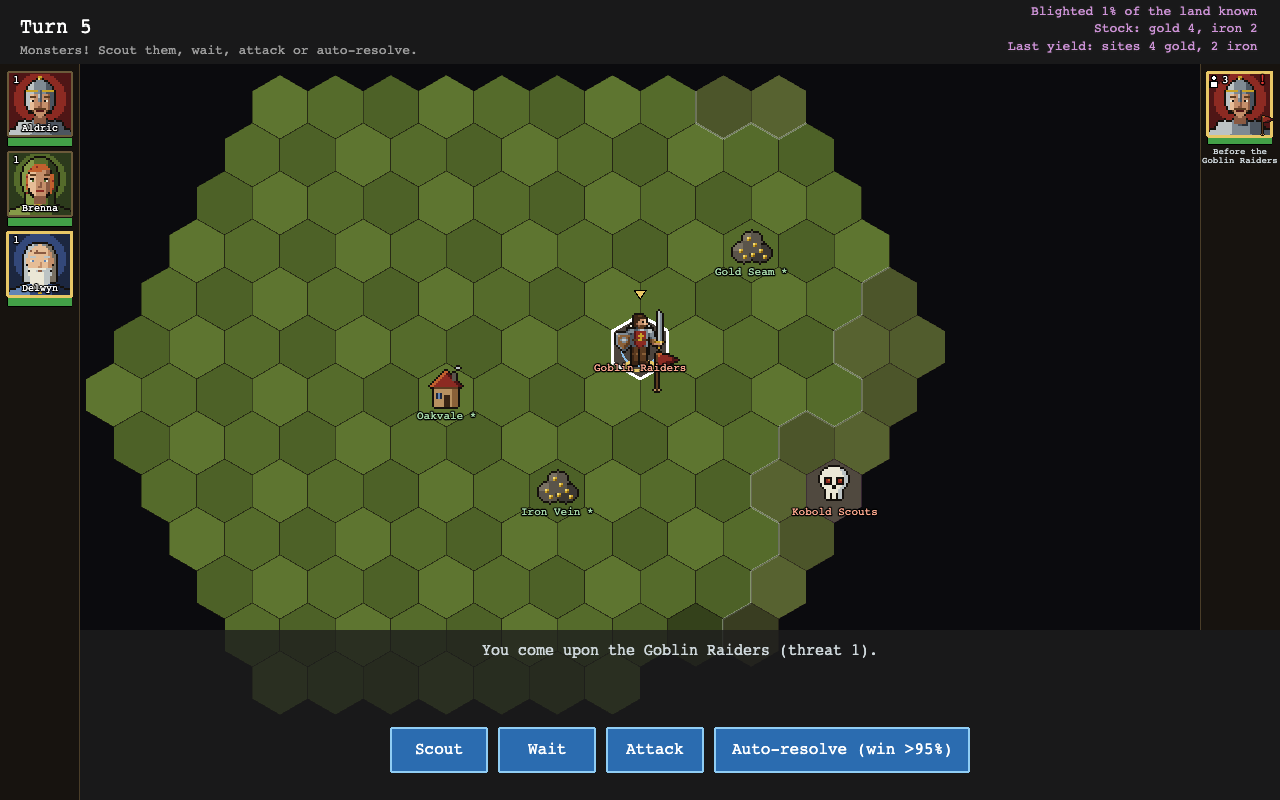 Turn 5
Monsters! Scout them, wait, attack or auto-resolve.
Blighted 1% of the land known
Stock: gold 4, iron 2
Last yield: sites 4 gold, 2 iron
1
Aldric
1
Brenna
1
Delwyn
3
!
Before the
Goblin Raiders
Gold Seam *
Goblin Raiders
Oakvale *
Iron Vein *
Kobold Scouts
You come upon the Goblin Raiders (threat 1).
Scout
Wait
Attack
Auto-resolve (win >95%)